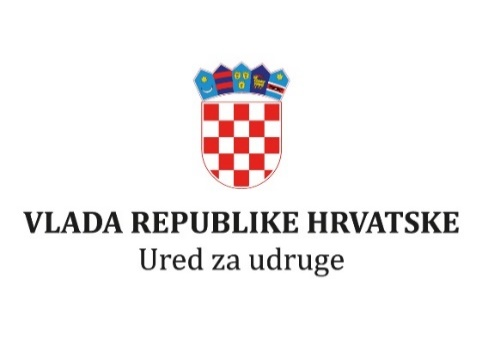 VLADA REPUBLIKE HRVATSKE
Ured za udruge